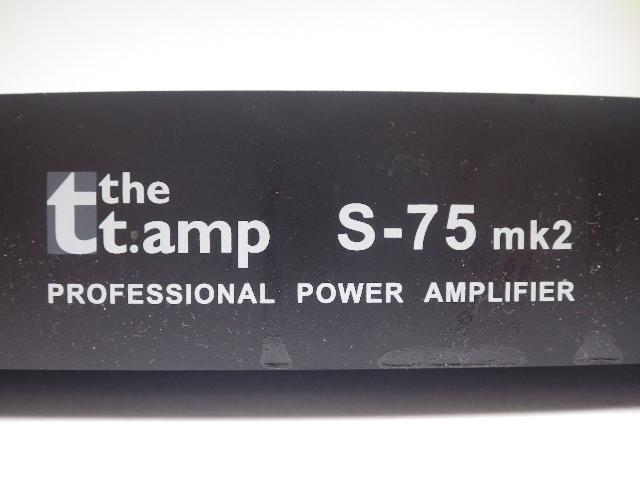 the
t.amp S-75 mk2
PROFESSIONAL POWER AMPLIFIER